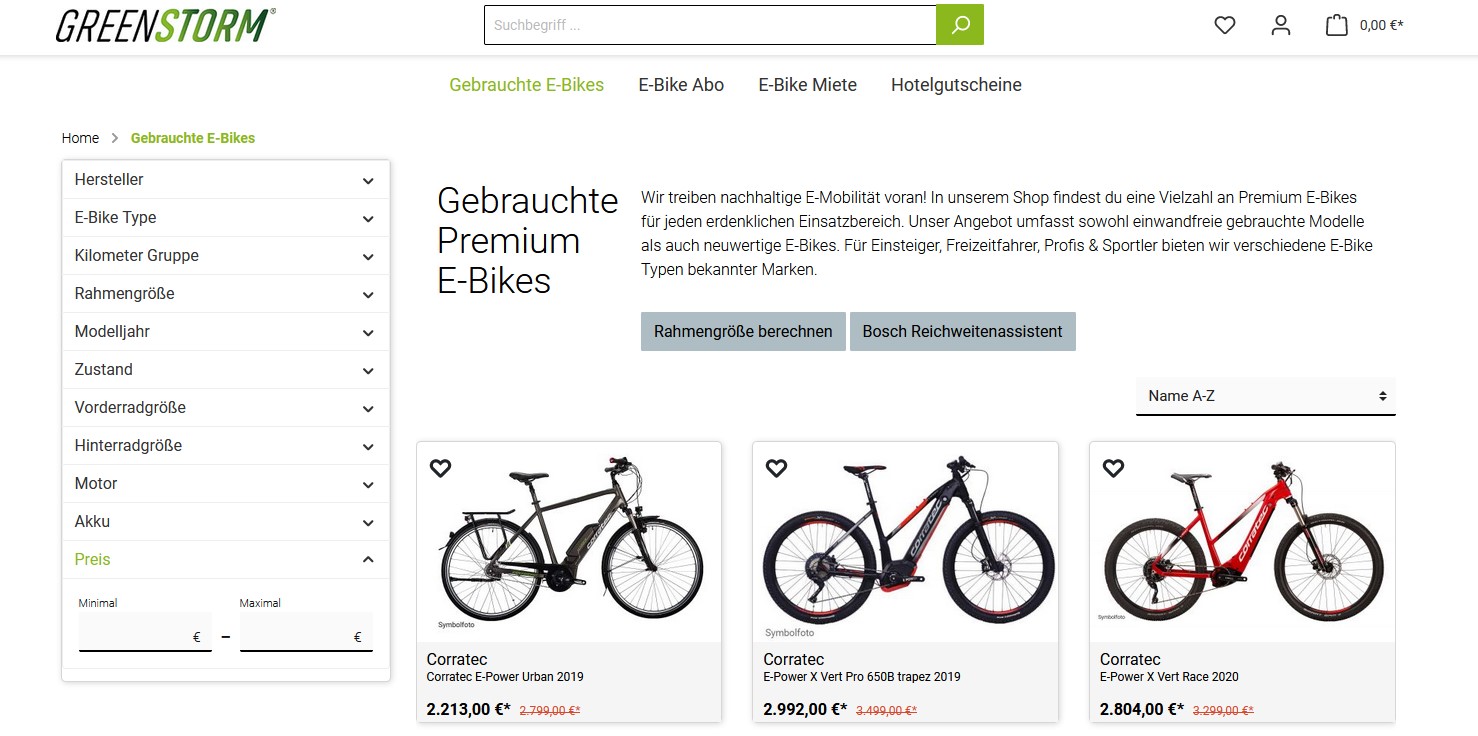 GREENSTORM®
Suchbegriff ...
0,00 €*
Gebrauchte E-Bikes
E-Bike Abo
E-Bike Miete
Hotelgutscheine
Home
Gebrauchte E-Bikes
Hersteller
E-Bike Type
Kilometer Gruppe
Rahmengröße
Modelljahr
Zustand
Vorderradgröße
Hinterradgröße
Motor
Akku
Preis
Minimal
Maximal
€
–
€
Gebrauchte
Premium
E-Bikes
Wir treiben nachhaltige E-Mobilität voran! In unserem Shop findest du eine Vielzahl an Premium E-Bikes
für jeden erdenklichen Einsatzbereich. Unser Angebot umfasst sowohl einwandfreie gebrauchte Modelle
als auch neuwertige E-Bikes. Für Einsteiger, Freizeitfahrer, Profis & Sportler bieten wir verschiedene E-Bike
Typen bekannter Marken.
Rahmengröße berechnen
Bosch Reichweitenassistent
Name A-Z
Symbolfoto
Corratec
Corratec E-Power Urban 2019
2.213,00 €* 2.799,00 €*
corratec
Symbolfoto
Corratec
E-Power X Vert Pro 650B trapez 2019
2.992,00 €* 3.499,00 €*
corratec
Symbolfoto
Corratec
E-Power X Vert Race 2020
2.804,00 €* 3.299,00 €*